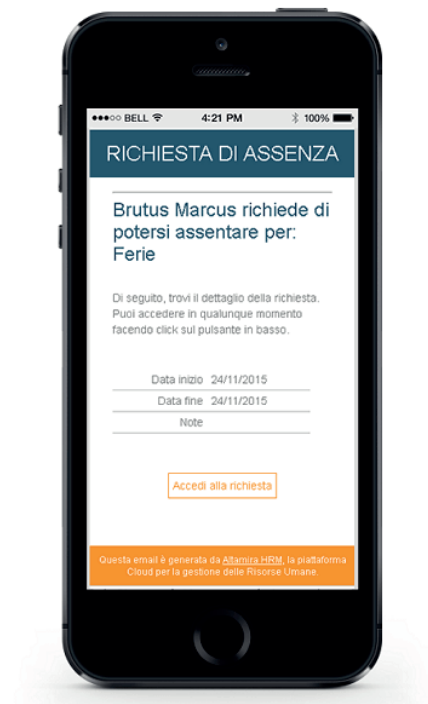 ●●●○○ BELL 4:21 PM 100%
RICHIESTA DI ASSENZA
Brutus Marcus richiede di
potersi assentare per:
Ferie
Di seguito, trovi il dettaglio della richiesta.
Puoi accedere in qualunque momento
facendo click sul pulsante in basso.
Data inizio 24/11/2015
Data fine 24/11/2015
Note
Accedi alla richiesta
Questa email è generata da Altamira HRM, la piattaforma
Cloud per la gestione delle Risorse Umane.